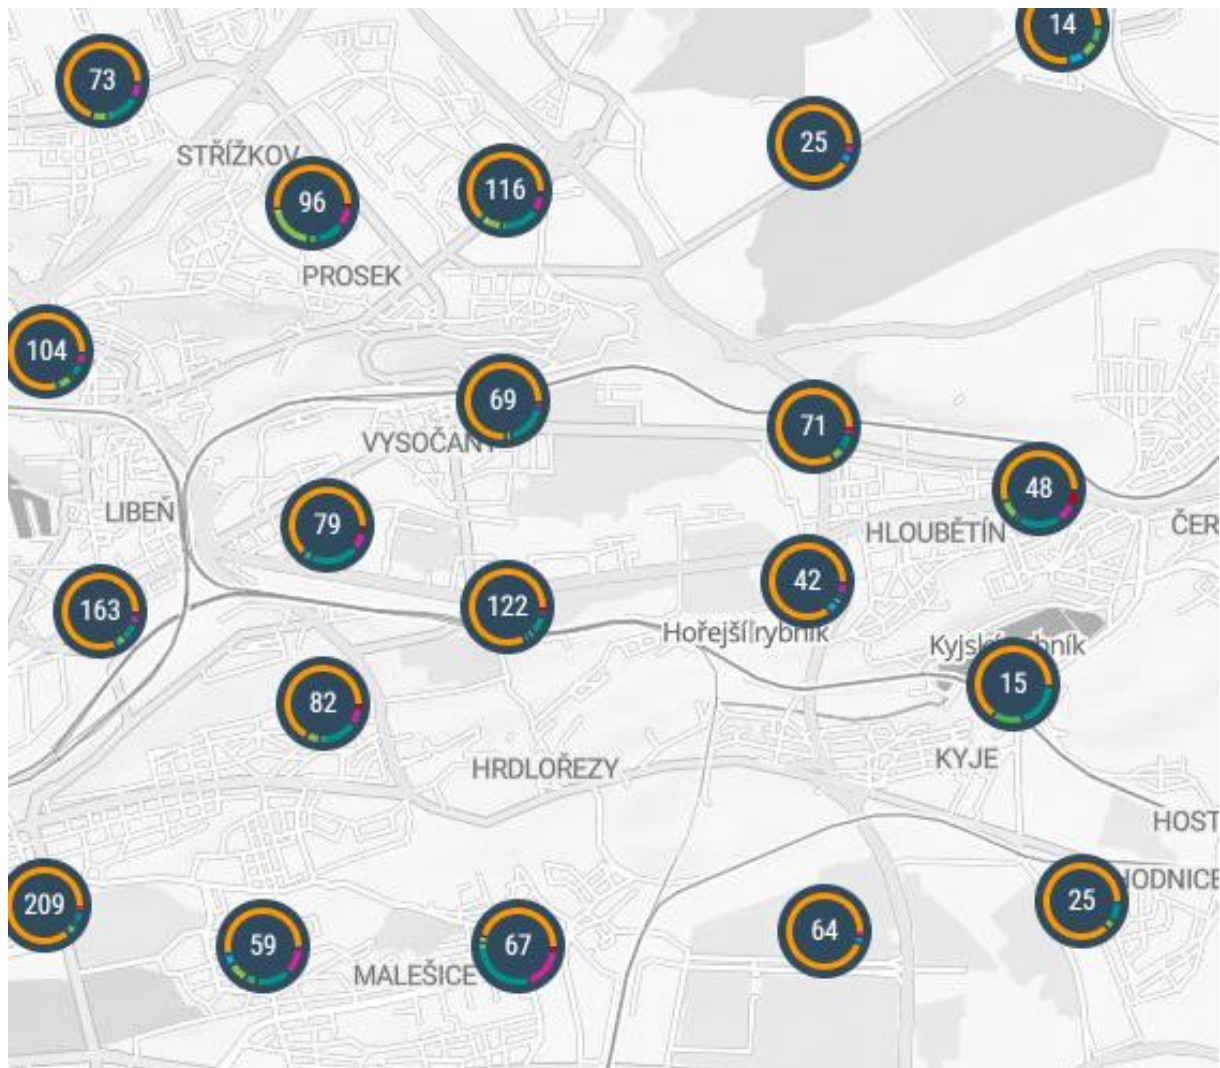 14
73
25
STŘÍŽKOV
116
96
PROSEK
104
69
71
VYSOČANY
48
LIBEŇ
79
HLOUBĚTÍN
ČER
42
163
122
Hořejší rybník
Kyjský rybník
15
82
KYJE
HRDLOŘEZY
HOST
HODNICE
25
209
64
59
67
MALEŠICE